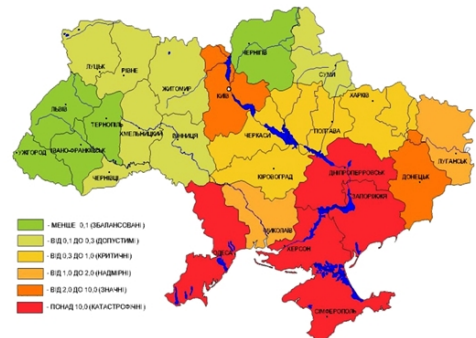 ЧЕРНІГІВ
СУМИ
ЛУЦЬК
РІВНЕ
ЖИТОМИР
КИЇВ
ХАРКІВ
ЛЬВІВ
ТЕРНОПІЛЬ
ХМЕЛЬНИЦЬКИЙ
ВІННИЦЯ
ЧЕРКАСИ
ПОЛТАВА
ЛУГАНСЬК
УЖГОРОД
ІВАНО-ФРАНКІВСЬК
ЧЕРНІВЦІ
КІРОВОГРАД
ДНІПРОПЕТРОВСЬК
ДОНЕЦЬК
ЗАПОРІЖЖЯ
МИКОЛАЇВ
ОДЕСА
ХЕРСОН
СІМФЕРОПОЛЬ
- МЕНШЕ 0,1 (ЗБАЛАНСОВАНІ)
- ВІД 0,1 ДО 0,3 (ДОПУСТИМІ)
- ВІД 0,3 ДО 1,0 (КРИТИЧНІ)
- ВІД 1,0 ДО 2,0 (НАДМІРНІ)
- ВІД 2,0 ДО 10,0 (ЗНАЧНІ)
- ПОНАД 10,0 (КАТАСТРОФІЧНІ)